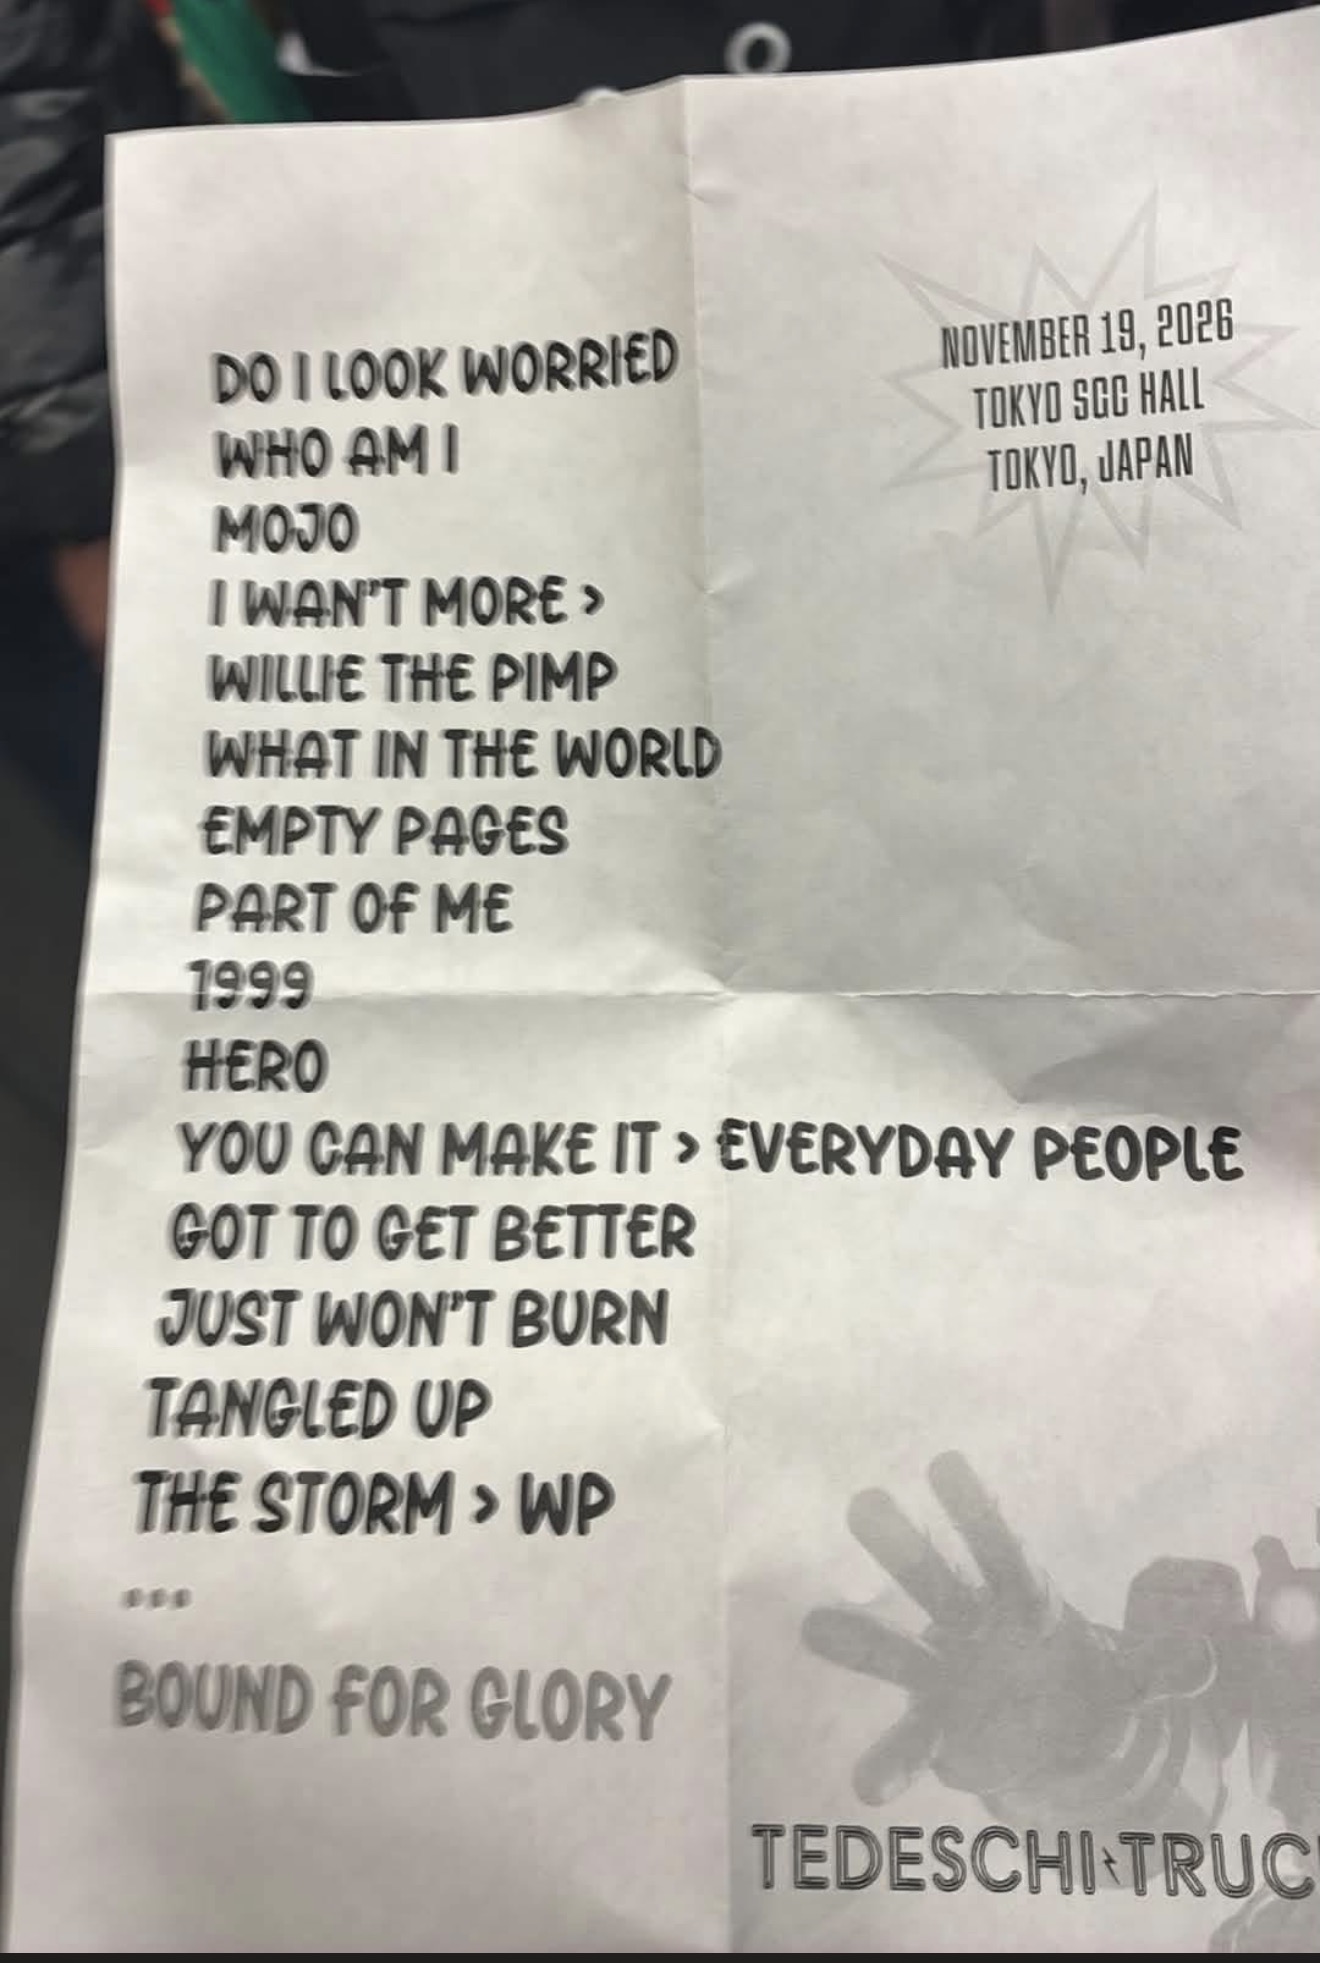 DO I LOOK WORRIED
WHO AM I
MOJO
I WAN'T MORE >
WILLIE THE PIMP
WHAT IN THE WORLD
EMPTY PAGES
PART OF ME
1999
HERO
YOU CAN MAKE IT > EVERYDAY PEOPLE
GOT TO GET BETTER
JUST WON'T BURN
TANGLED UP
THE STORM > WP
...
BOUND FOR GLORY
NOVEMBER 19, 2026
TOKYO SGC HALL
TOKYO, JAPAN
TEDESCHI TRUC